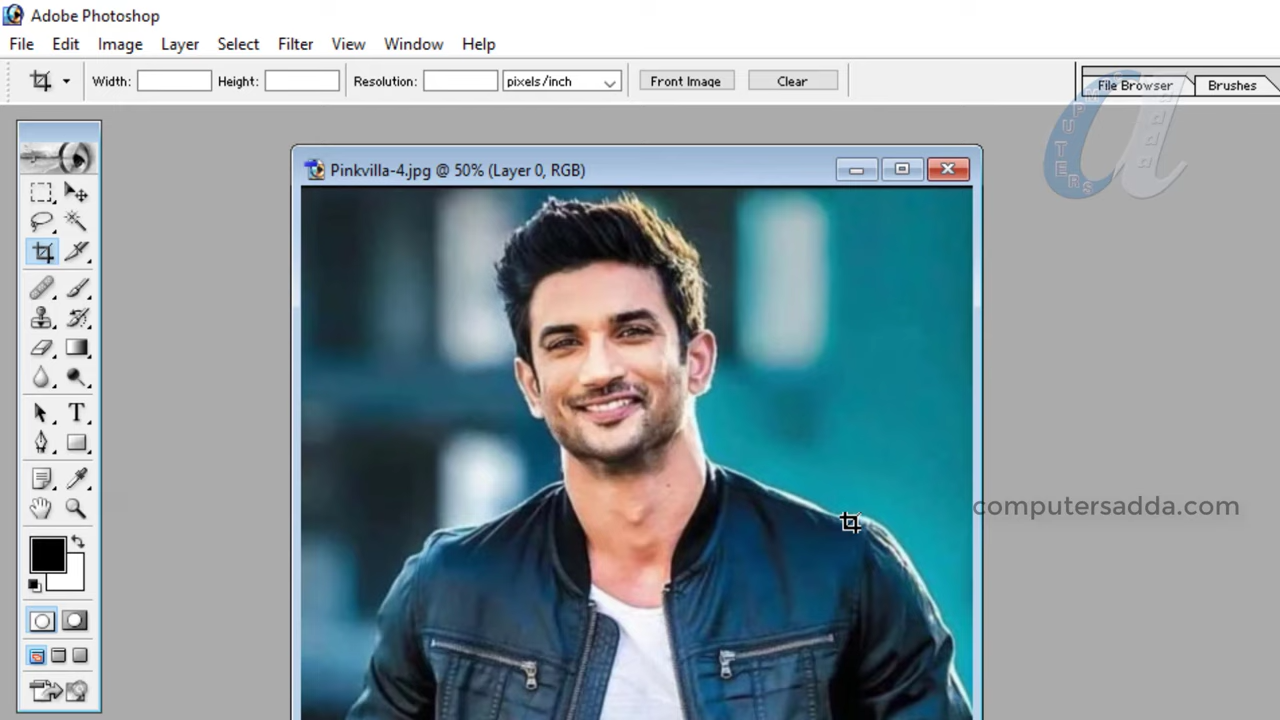 Adobe Photoshop
File Edit Image Layer Select Filter View Window Help
Width: Height: Resolution: pixels/inch Front Image Clear File Browser Brushes
Pinkvilla-4.jpg @ 50% (Layer 0, RGB)
computersadda.com